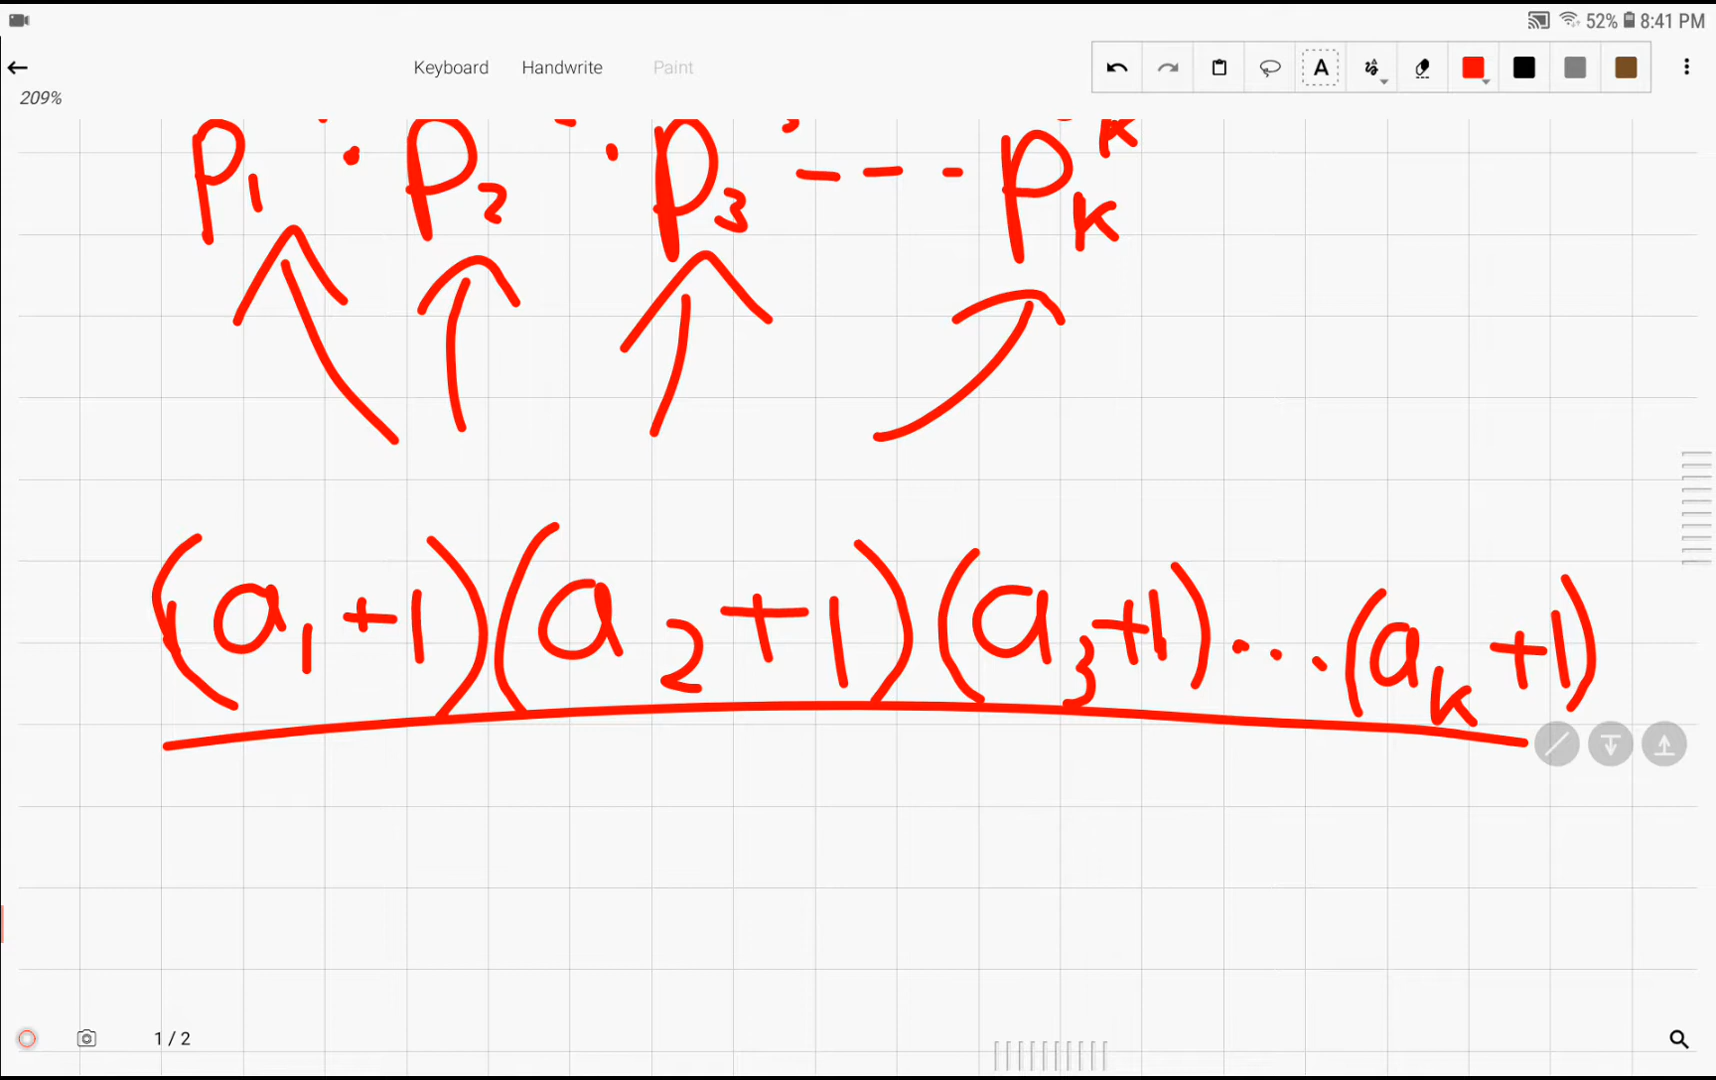 52% 8:41 PM
Keyboard Handwrite Paint A
209%
p₁ · p₂ · p₃ ---- pₖᵏ
(a₁+1)(a₂+1)(a₃+1)...(aₖ+1)
1 / 2